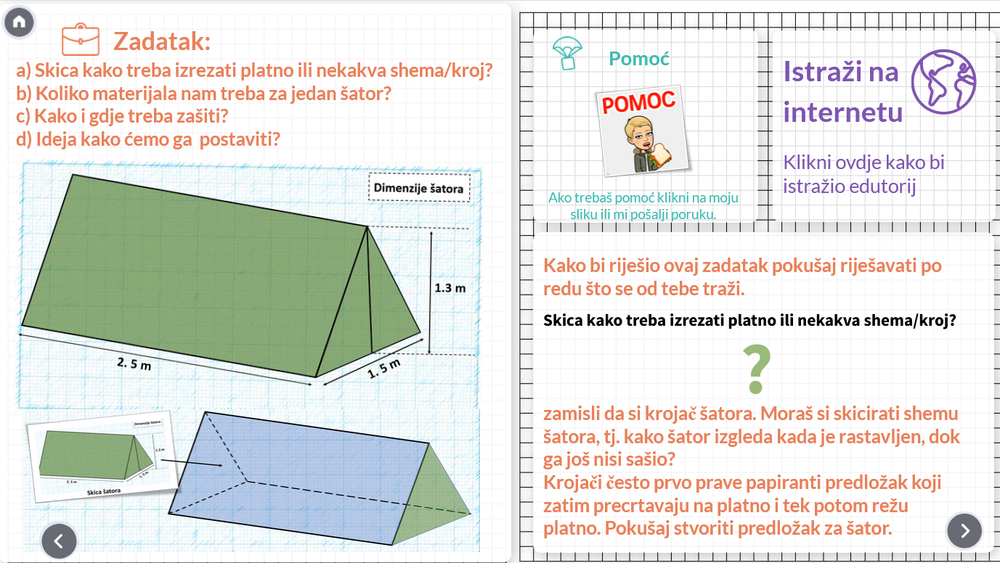 Zadatak:
a) Skica kako treba izrezati platno ili nekakva shema/kroj?
b) Koliko materijala nam treba za jedan šator?
c) Kako i gdje treba zašiti?
d) Ideja kako ćemo ga  postaviti?
Dimenzije šatora
1.3 m
2. 5 m
1. 5 m
Dimenzije šatora
1.3 m
2. 5 m
1. 5 m
Skica šatora
Pomoć
POMOC
Ako trebaš pomoć klikni na moju
sliku ili mi pošalji poruku.
Istraži na
internetu
Klikni ovdje kako bi
istražio edutorij
Kako bi riješio ovaj zadatak pokušaj riješavati po
redu što se od tebe traži.
Skica kako treba izrezati platno ili nekakva shema/kroj?
?
zamisli da si krojač šatora. Moraš si skicirati shemu
šatora, tj. kako šator izgleda kada je rastavljen, dok
ga još nisi sašio?
Krojači često prvo prave papiranti predložak koji
zatim precrtavaju na platno i tek potom režu
platno. Pokušaj stvoriti predložak za šator.